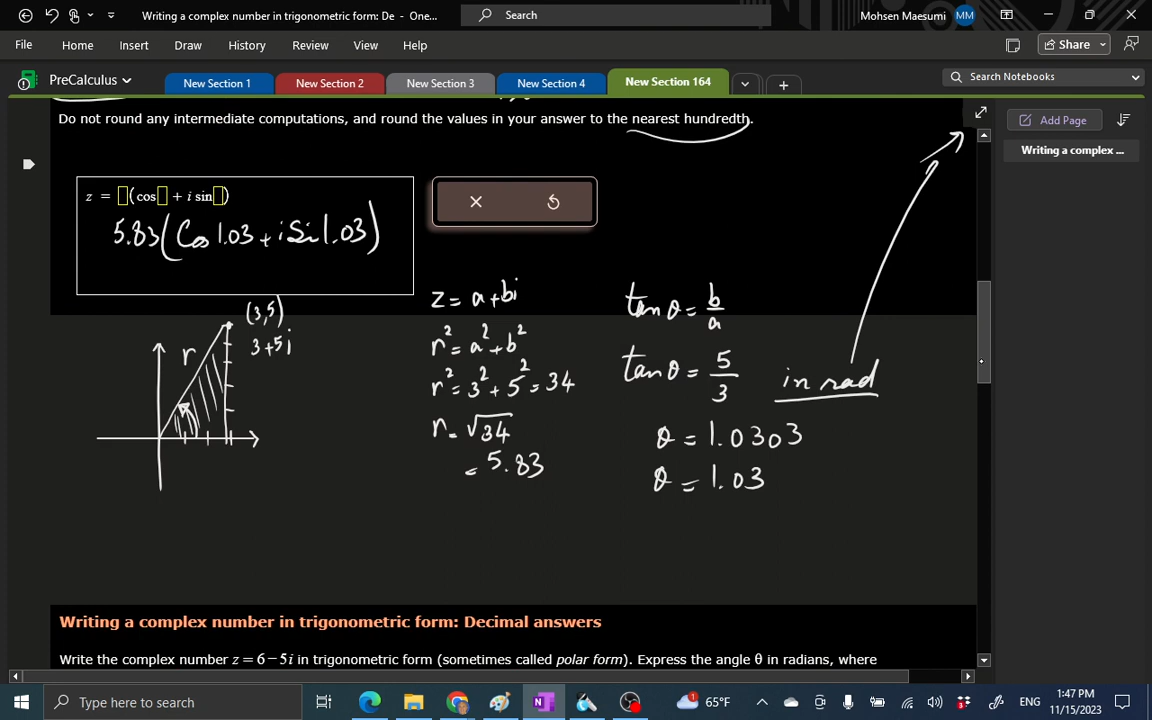 Writing a complex number in trigonometric form: De - One...
Search
Mohsen Maesumi
MM
File
Home
Insert
Draw
History
Review
View
Help
Share
PreCalculus
New Section 1
New Section 2
New Section 3
New Section 4
New Section 164
Search Notebooks
Do not round any intermediate computations, and round the values in your answer to the nearest hundredth.
Add Page
Writing a complex ...
z = □(cos□ + i sin□)
5.83(Cos 1.03 + i Sin 1.03)
z = a+bi
r² = a²+b²
r² = 3²+5² = 34
r = √34
= 5.83
tan θ = b/a
tan θ = 5/3
in rad
θ = 1.0303
θ = 1.03
(3,5)
3+5i
r
Writing a complex number in trigonometric form: Decimal answers
Write the complex number z = 6−5i in trigonometric form (sometimes called polar form). Express the angle θ in radians, where
Type here to search
1
65°F
ENG
1:47 PM
11/15/2023